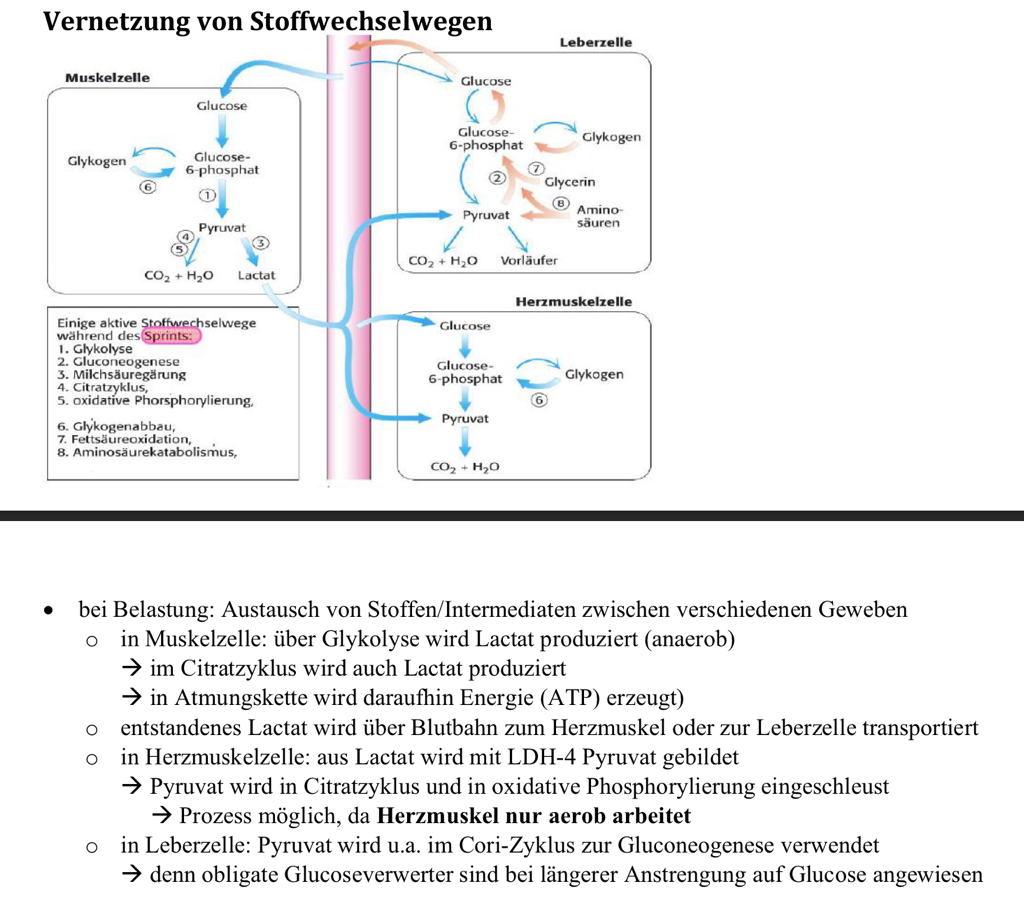 Vernetzung von Stoffwechselwegen
Leberzelle
Muskelzelle
Glucose
Glucose
Glykogen
Glucose-
6-phosphat
⑥
①
Pyruvat
④
⑤
③
CO₂ + H₂O Lactat
Glucose-
6-phosphat
Glykogen
②
⑦
Glycerin
⑧
Amino-
säuren
Pyruvat
CO₂ + H₂O Vorläufer
Herzmuskelzelle
Glucose
Glucose-
6-phosphat
Glykogen
⑥
Pyruvat
CO₂ + H₂O
Einige aktive Stoffwechselwege
während des Sprints:
1. Glykolyse
2. Gluconeogenese
3. Milchsäuregärung
4. Citratzyklus,
5. oxidative Phorsphorylierung,
6. Glykogenabbau,
7. Fettsäureoxidation,
8. Aminosäurekatabolismus,
• bei Belastung: Austausch von Stoffen/Intermediaten zwischen verschiedenen Geweben
o in Muskelzelle: über Glykolyse wird Lactat produziert (anaerob)
→ im Citratzyklus wird auch Lactat produziert
→ in Atmungskette wird daraufhin Energie (ATP) erzeugt)
o entstandenes Lactat wird über Blutbahn zum Herzmuskel oder zur Leberzelle transportiert
o in Herzmuskelzelle: aus Lactat wird mit LDH-4 Pyruvat gebildet
→ Pyruvat wird in Citratzyklus und in oxidative Phosphorylierung eingeschleust
→ Prozess möglich, da Herzmuskel nur aerob arbeitet
o in Leberzelle: Pyruvat wird u.a. im Cori-Zyklus zur Gluconeogenese verwendet
→ denn obligate Glucoseverwerter sind bei längerer Anstrengung auf Glucose angewiesen